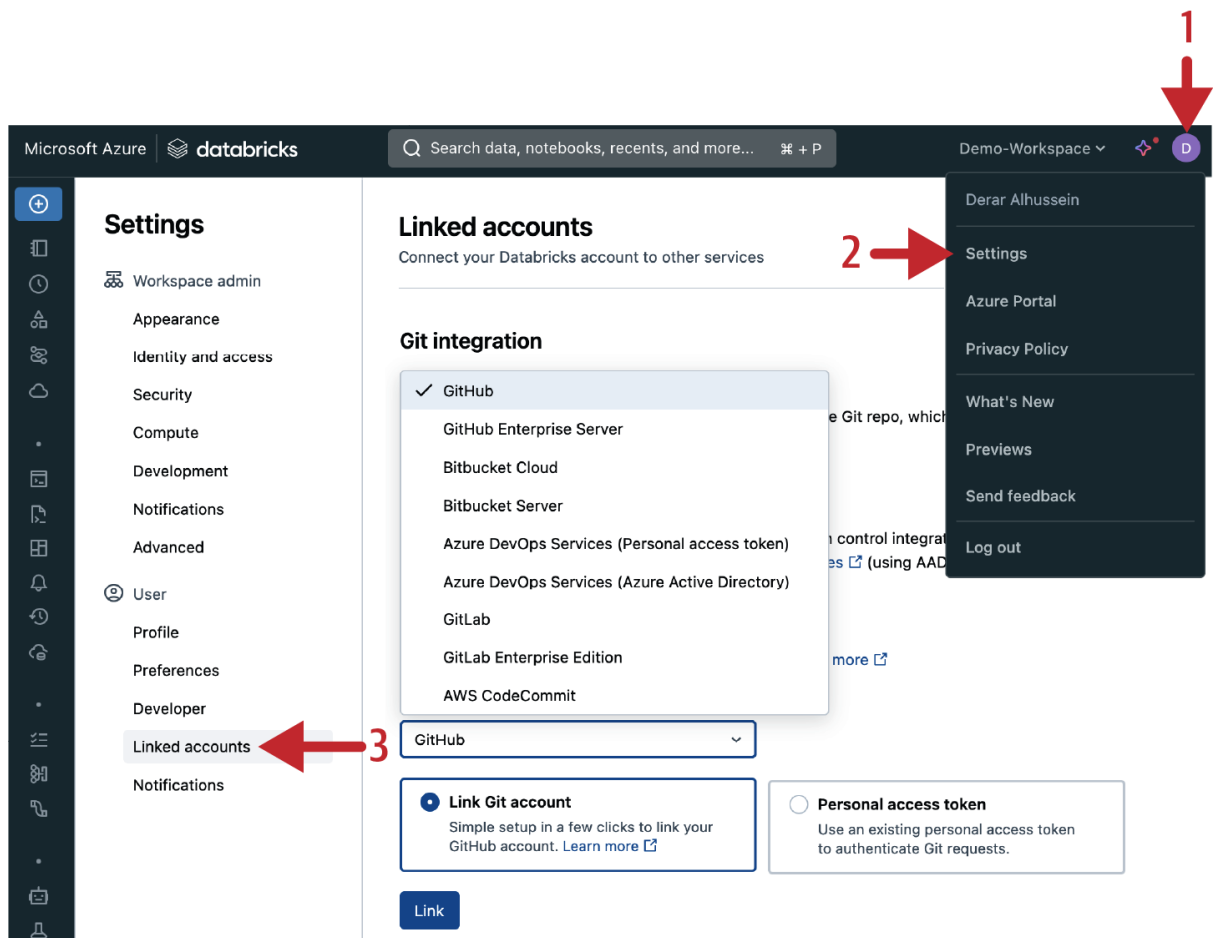 1
Microsoft Azure databricks Search data, notebooks, recents, and more... ⌘ + P Demo-Workspace D
Derar Alhussein
2 Settings
Azure Portal
Privacy Policy
What's New
Previews
Send feedback
Log out
Settings
Workspace admin
Appearance
Identity and access
Security
Compute
Development
Notifications
Advanced
User
Profile
Preferences
Developer
Linked accounts 3
Notifications
Linked accounts
Connect your Databricks account to other services
Git integration
GitHub
GitHub Enterprise Server
Bitbucket Cloud
Bitbucket Server
Azure DevOps Services (Personal access token)
Azure DevOps Services (Azure Active Directory)
GitLab
GitLab Enterprise Edition
AWS CodeCommit
e Git repo, which
control integrat
es (using AAD
more
GitHub
Link Git account
Simple setup in a few clicks to link your
GitHub account. Learn more
Personal access token
Use an existing personal access token
to authenticate Git requests.
Link